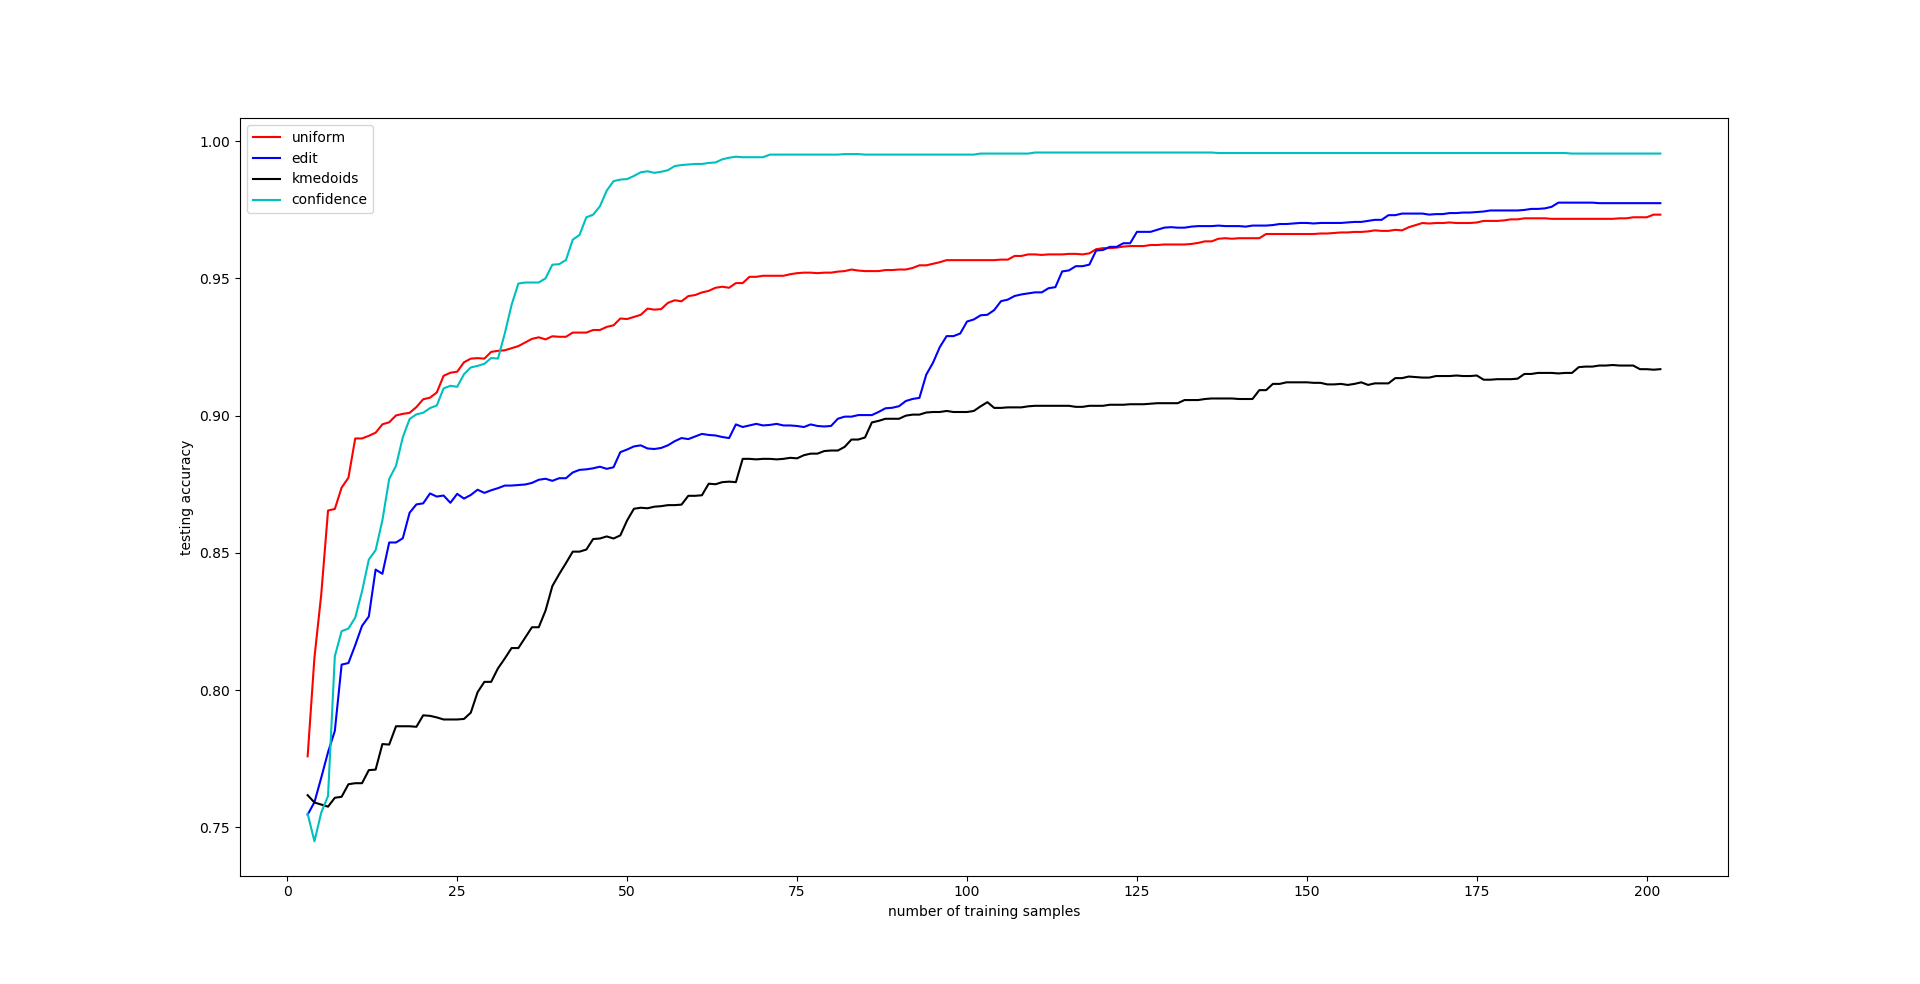 uniform
edit
kmedoids
confidence
1.00
0.95
0.90
0.85
0.80
0.75
testing accuracy
0 25 50 75 100 125 150 175 200
number of training samples